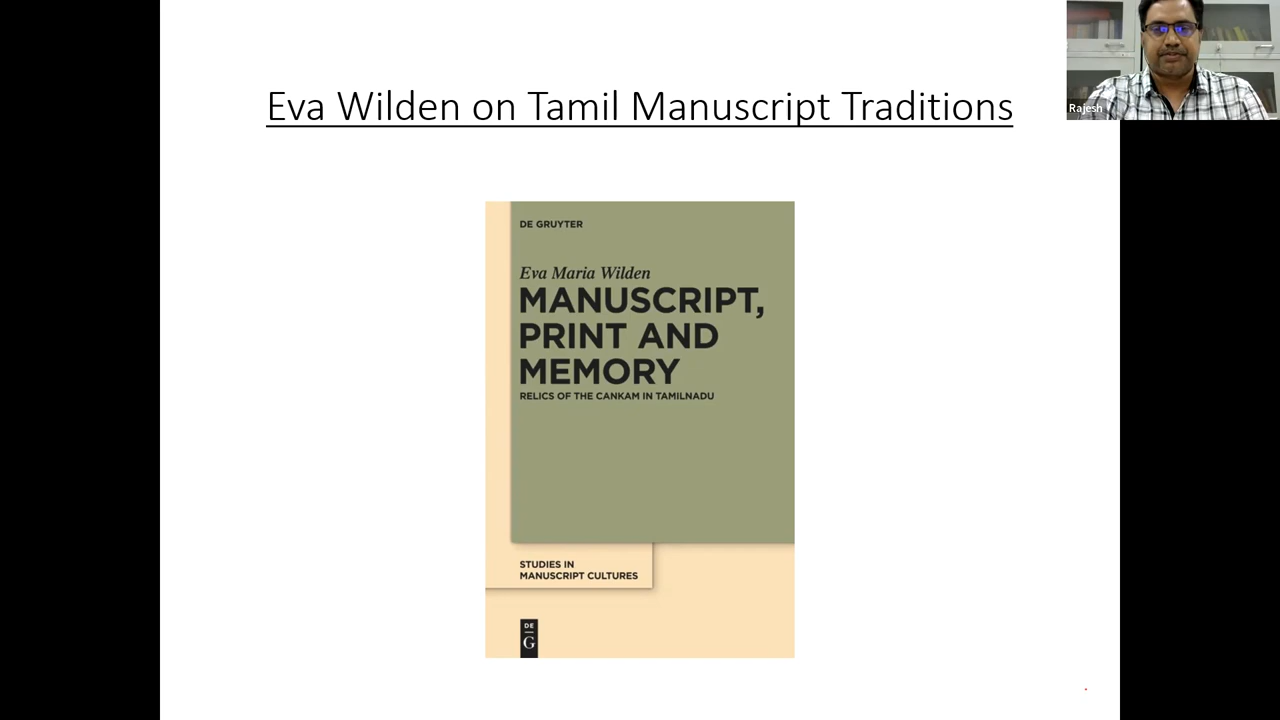 Eva Wilden on Tamil Manuscript Traditions
Rajesh
DE GRUYTER
Eva Maria Wilden
MANUSCRIPT,
PRINT AND
MEMORY
RELICS OF THE CANKAM IN TAMILNADU
STUDIES IN
MANUSCRIPT CULTURES
DE
G